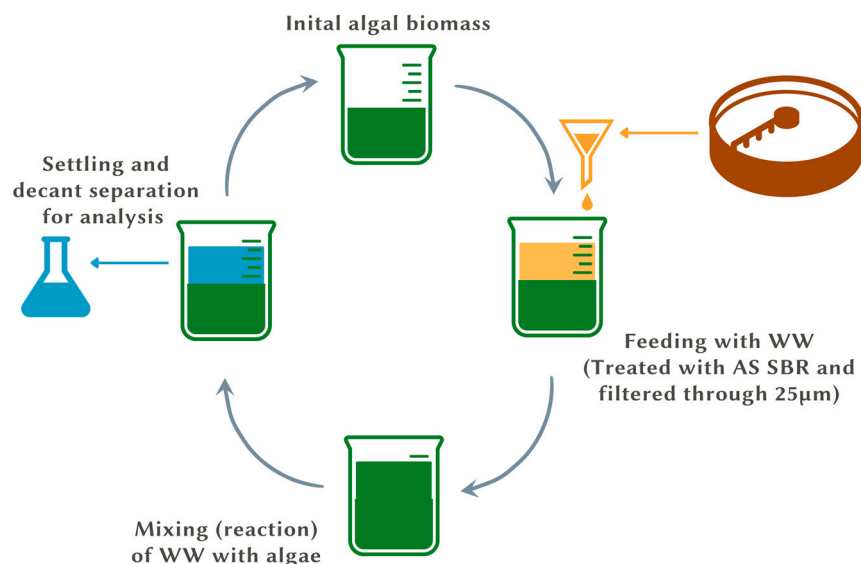 Inital algal biomass
Settling and
decant separation
for analysis
Feeding with WW
(Treated with AS SBR and
filtered through 25µm)
Mixing (reaction)
of WW with algae